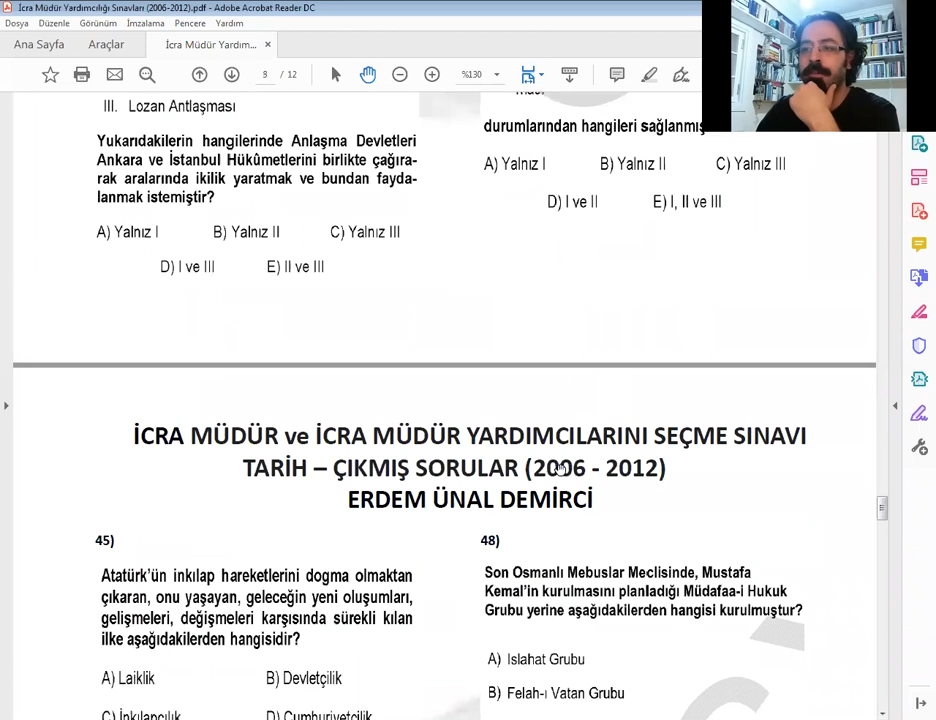 İcra Müdür Yardımcılığı Sınavları (2006-2012).pdf - Adobe Acrobat Reader DC
Dosya Düzenle Görünüm İmzalama Pencere Yardım
Ana Sayfa Araçlar İcra Müdür Yardım... ×
9 / 12 %130
III. Lozan Antlaşması
Yukarıdakilerin hangilerinde Anlaşma Devletleri
Ankara ve İstanbul Hükûmetlerini birlikte çağıra-
rak aralarında ikilik yaratmak ve bundan fayda-
lanmak istemiştir?
A) Yalnız I B) Yalnız II C) Yalnız III
D) I ve III E) II ve III
durumlarından hangileri sağlanmış
A) Yalnız I B) Yalnız II C) Yalnız III
D) I ve II E) I, II ve III
İCRA MÜDÜR ve İCRA MÜDÜR YARDIMCILARINI SEÇME SINAVI
TARİH – ÇIKMIŞ SORULAR (2006 - 2012)
ERDEM ÜNAL DEMİRCİ
45)
Atatürk'ün inkılap hareketlerini dogma olmaktan
çıkaran, onu yaşayan, geleceğin yeni oluşumları,
gelişmeleri, değişmeleri karşısında sürekli kılan
ilke aşağıdakilerden hangisidir?
A) Laiklik B) Devletçilik
C) İnkılapçılık D) Cumhuriyetçilik
48)
Son Osmanlı Mebuslar Meclisinde, Mustafa
Kemal'in kurulmasını planladığı Müdafaa-i Hukuk
Grubu yerine aşağıdakilerden hangisi kurulmuştur?
A) Islahat Grubu
B) Felah-ı Vatan Grubu